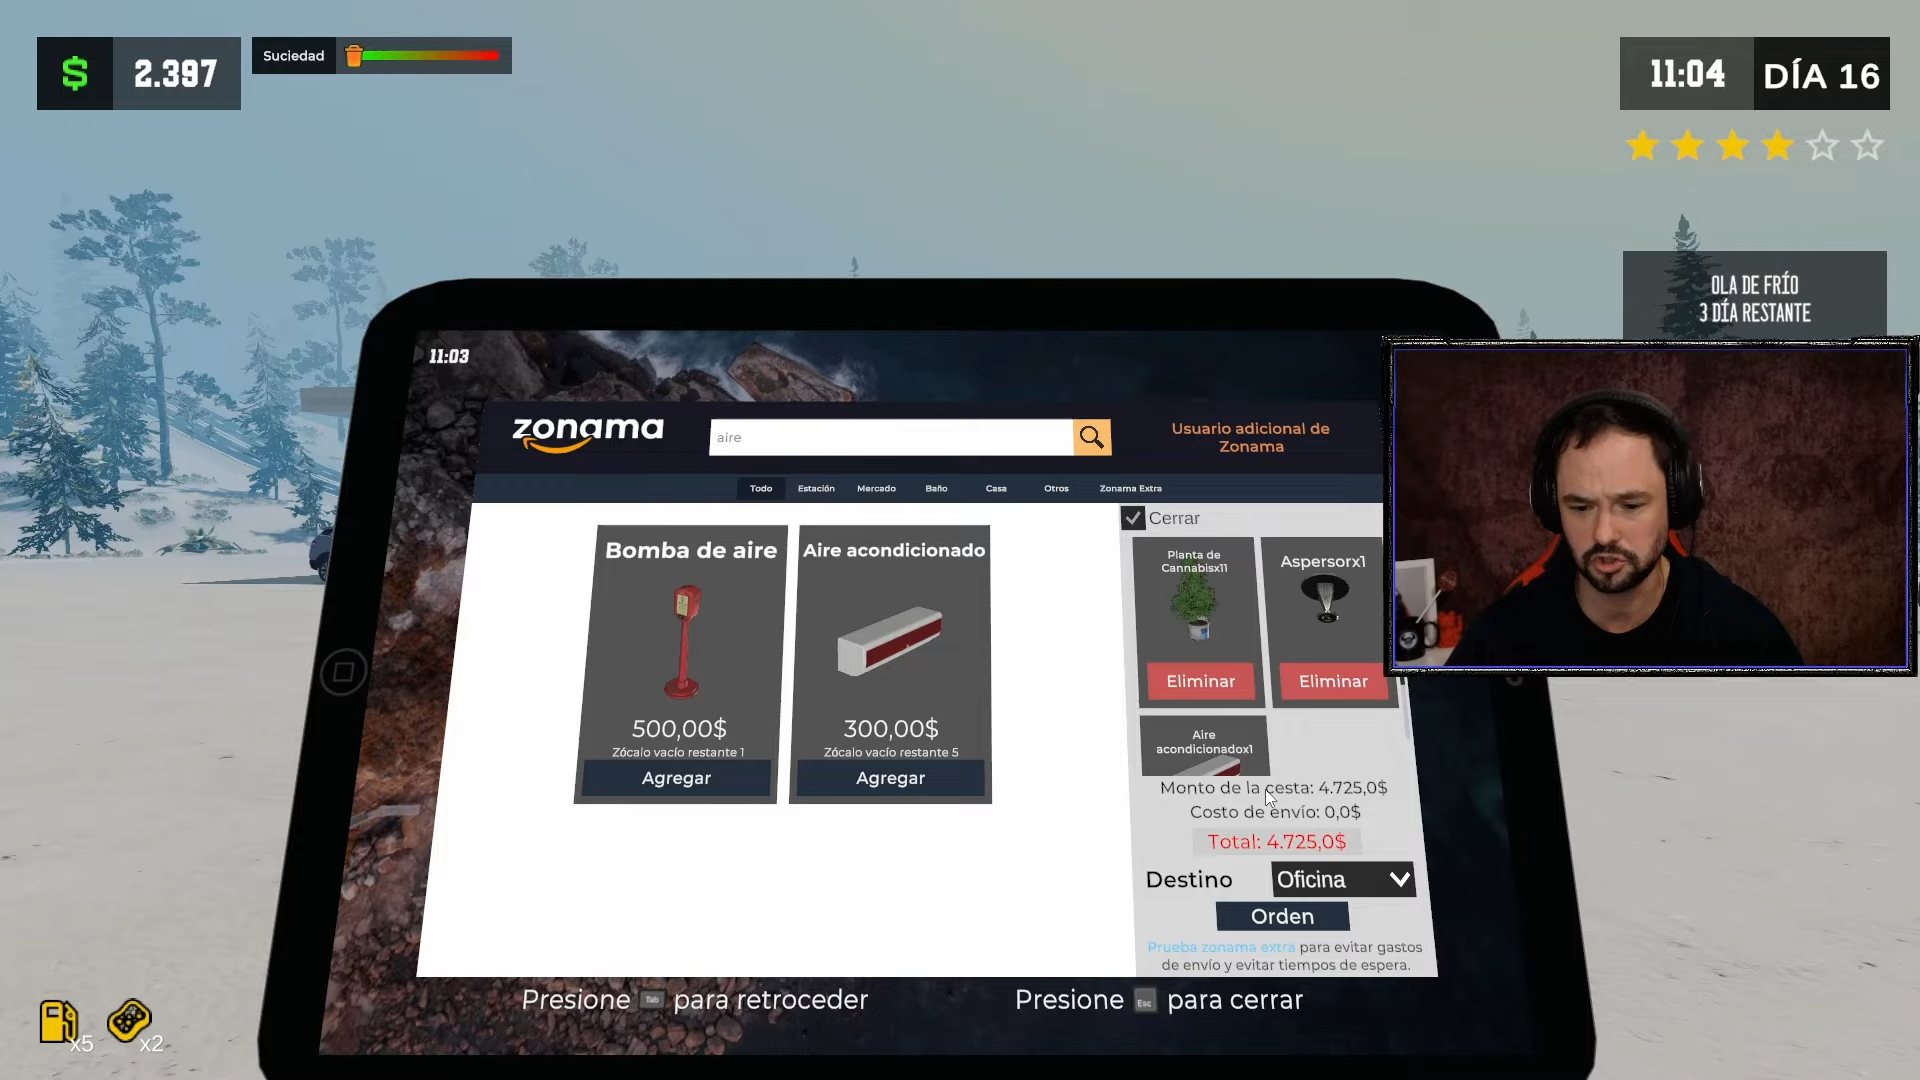 $ 2.397
Suciedad
11:04 DÍA 16
OLA DE FRÍO
3 DÍA RESTANTE
11:03
zonama
aire
Usuario adicional de
Zonama
Todo Estación Mercado Baño Casa Otros Zonama Extra
Bomba de aire
500,00$
Zócalo vacío restante 1
Agregar
Aire acondicionado
300,00$
Zócalo vacío restante 5
Agregar
Cerrar
Planta de
Cannabisx11
Eliminar
Aspersorx1
Eliminar
Aire
acondicionadox1
Monto de la cesta: 4.725,0$
Costo de envío: 0,0$
Total: 4.725,0$
Destino Oficina
Orden
Prueba zonama extra para evitar gastos
de envío y evitar tiempos de espera.
Presione Tab para retroceder
Presione Esc para cerrar
x5
x2